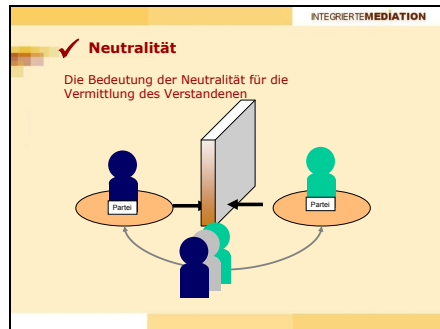 INTEGRIERTEMEDIATION
Neutralität
Die Bedeutung der Neutralität für die
Vermittlung des Verstandenen
Partei
Partei